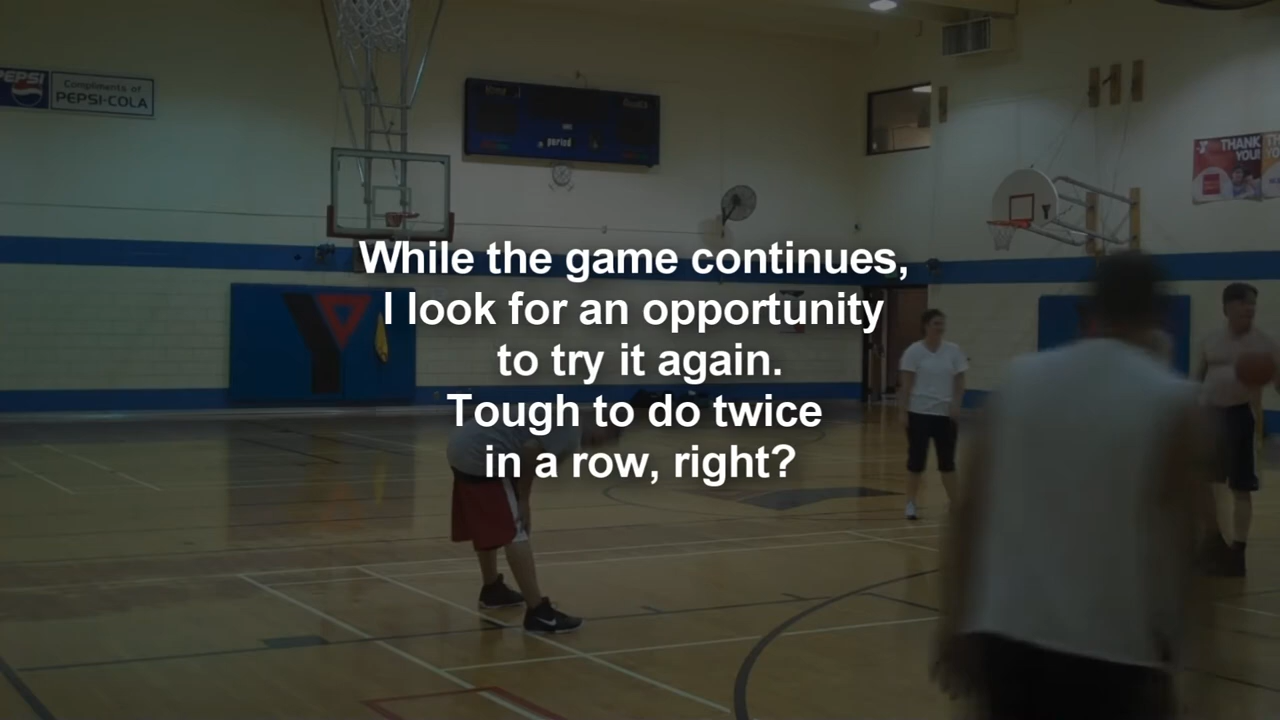 PEPSI
Compliments of
PEPSI-COLA
period
THANK
YOU!
While the game continues,
I look for an opportunity
to try it again.
Tough to do twice
in a row, right?